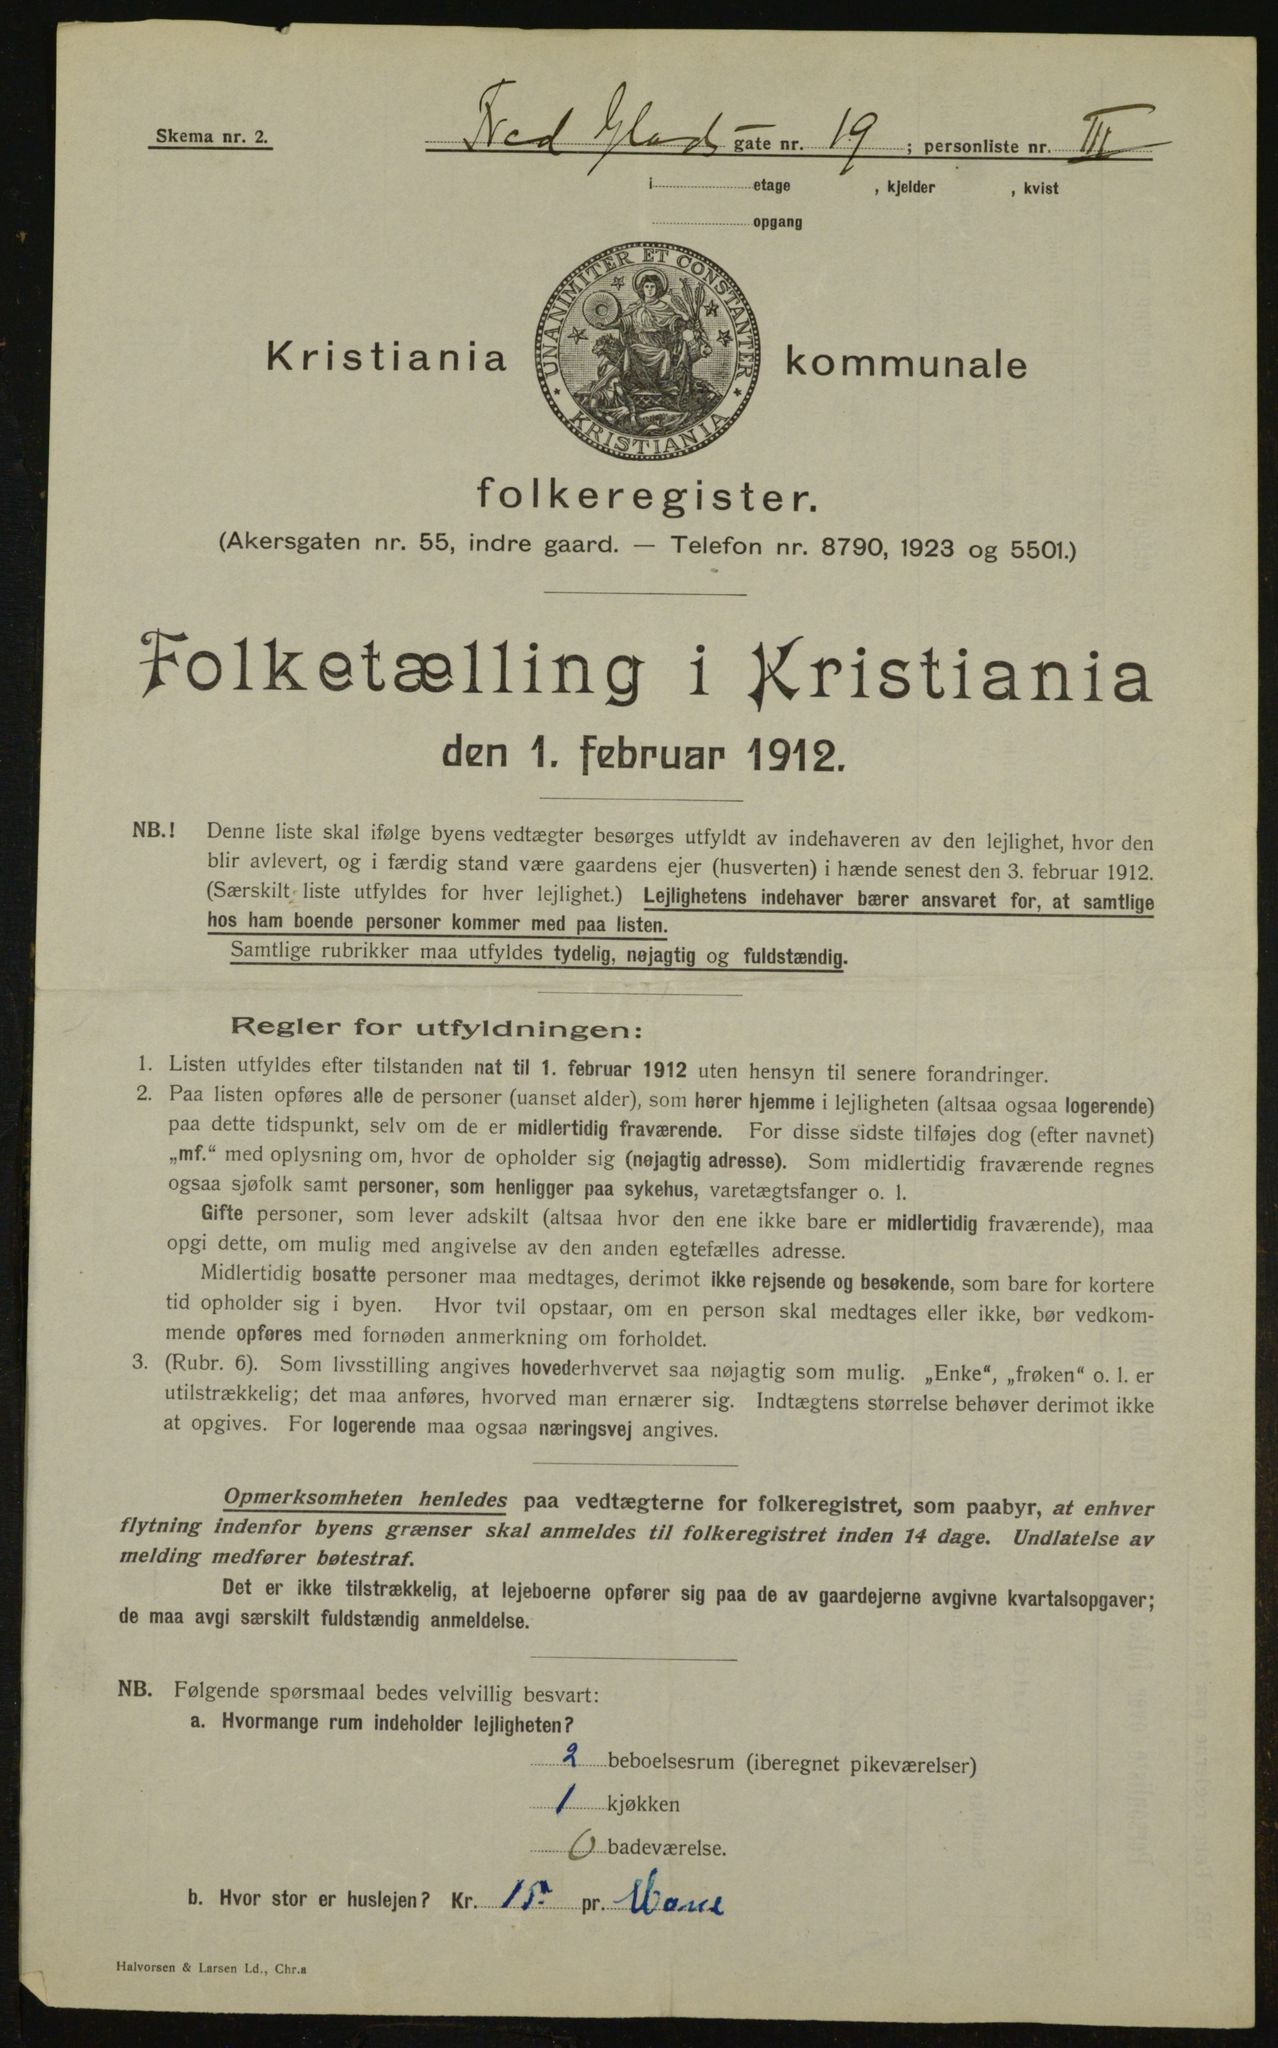 Skema nr. 2.
Fred Glads gate nr. 19 ; personliste nr. III
i etage , kjelder , kvist
opgang
UNANIMITER ET CONSTANTER
KRISTIANIA
Kristiania kommunale
folkeregister.
(Akersgaten nr. 55, indre gaard. — Telefon nr. 8790, 1923 og 5501.)
Folketælling i Kristiania
den 1. februar 1912.
NB.! Denne liste skal ifølge byens vedtægter besørges utfyldt av indehaveren av den lejlighet, hvor den
blir avlevert, og i færdig stand være gaardens ejer (husverten) i hænde senest den 3. februar 1912.
(Særskilt liste utfyldes for hver lejlighet.) Lejlighetens indehaver bærer ansvaret for, at samtlige
hos ham boende personer kommer med paa listen.
Samtlige rubrikker maa utfyldes tydelig, nøjagtig og fuldstændig.
Regler for utfyldningen:
1. Listen utfyldes efter tilstanden nat til 1. februar 1912 uten hensyn til senere forandringer.
2. Paa listen opføres alle de personer (uanset alder), som hører hjemme i lejligheten (altsaa ogsaa logerende)
paa dette tidspunkt, selv om de er midlertidig fraværende. For disse sidste tilføjes dog (efter navnet)
„mf.“ med oplysning om, hvor de opholder sig (nøjagtig adresse). Som midlertidig fraværende regnes
ogsaa sjøfolk samt personer, som henligger paa sykehus, varetægtsfanger o. l.
Gifte personer, som lever adskilt (altsaa hvor den ene ikke bare er midlertidig fraværende), maa
opgi dette, om mulig med angivelse av den anden egtefælles adresse.
Midlertidig bosatte personer maa medtages, derimot ikke rejsende og besøkende, som bare for kortere
tid opholder sig i byen. Hvor tvil opstaar, om en person skal medtages eller ikke, bør vedkom-
mende opføres med fornøden anmerkning om forholdet.
3. (Rubr. 6). Som livsstilling angives hovederhvervet saa nøjagtig som mulig. „Enke“, „frøken“ o. l. er
utilstrækkelig; det maa anføres, hvorved man ernærer sig. Indtægtens størrelse behøver derimot ikke
at opgives. For logerende maa ogsaa næringsvej angives.
Opmerksomheten henledes paa vedtægterne for folkeregistret, som paabyr, at enhver
flytning indenfor byens grænser skal anmeldes til folkeregistret inden 14 dage. Undlatelse av
melding medfører bøtestraf.
Det er ikke tilstrækkelig, at lejeboerne opfører sig paa de av gaardejerne avgivne kvartalsopgaver;
de maa avgi særskilt fuldstændig anmeldelse.
NB. Følgende spørsmaal bedes velvillig besvart:
a. Hvormange rum indeholder lejligheten?
2 beboelsesrum (iberegnet pikeværelser)
1 kjøkken
0 badeværelse.
b. Hvor stor er huslejen? Kr. 15 pr.
Halvorsen & Larsen Ld., Chr.a